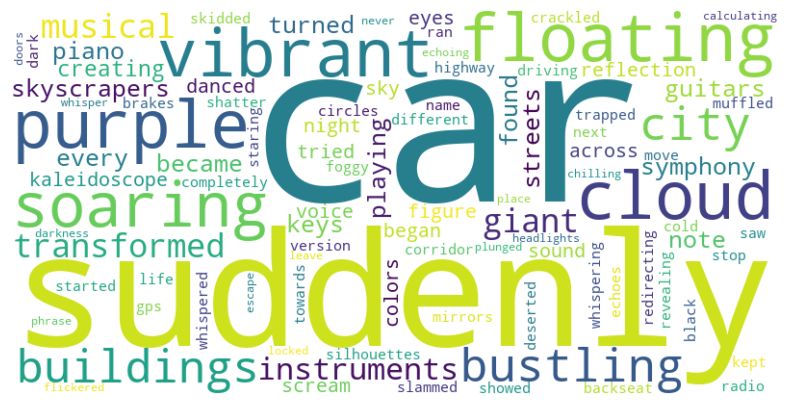 musical
skidded
turned
eyes
crackled
calculating
never
ran
floating
doors
dark
piano
vibrant
echoing
creating
danced
sky
highway
driving
reflection
skyscrapers
car
guitars
whisper
brakes
shatter
staring
circles
name
found
streets
trapped
muffled
purple
night
different
next
city
every
became
tried
playing
across
move
symphony
foggy
kaleidoscope
completely
chilling
cloud
soaring
voice
figure
giant
place
keys
began
cold
saw
darkness
headlights
note
transformed
version
corridor
plunged
sound
stop
started
life
leave
escape
towards
colors
whispering
echoes
redirecting
revealing
gps
whispered
suddenly
mirrors
deserted
black
phrase
locked
silhouettes
buildings
instruments
bustling
kept
flickered
scream
slammed
showed
backseat
radio